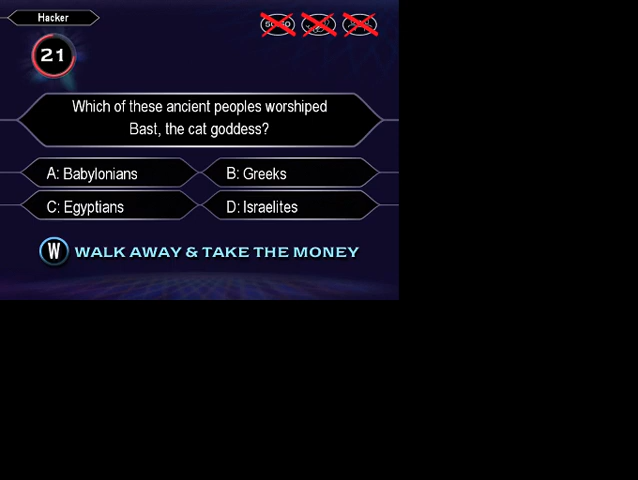 Hacker
21
Which of these ancient peoples worshiped
Bast, the cat goddess?
A: Babylonians
B: Greeks
C: Egyptians
D: Israelites
W WALK AWAY & TAKE THE MONEY